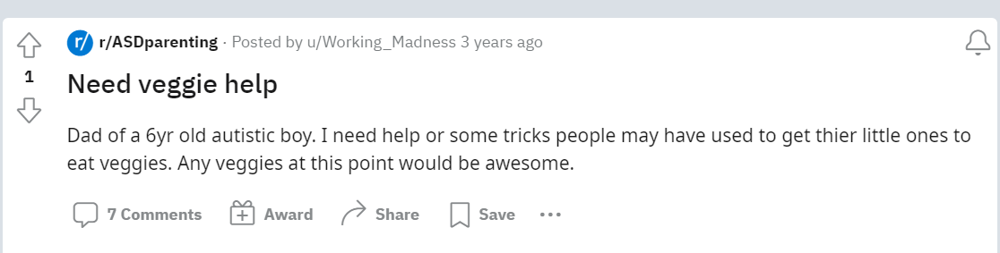 r/ r/ASDparenting · Posted by u/Working_Madness 3 years ago
1
Need veggie help
Dad of a 6yr old autistic boy. I need help or some tricks people may have used to get thier little ones to
eat veggies. Any veggies at this point would be awesome.
7 Comments Award Share Save ...